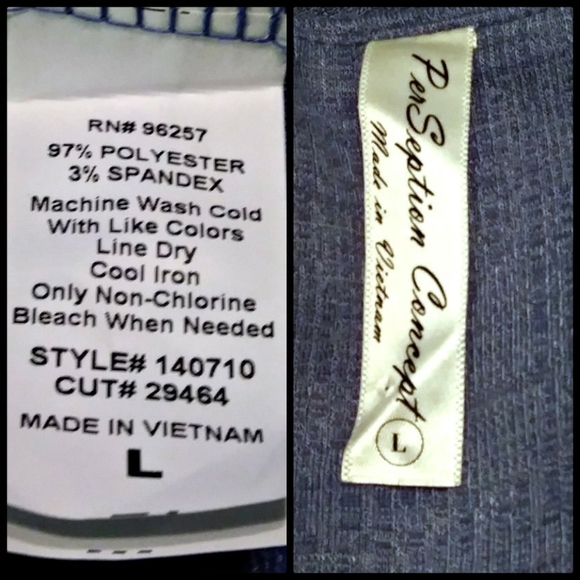 RN# 96257
97% POLYESTER
3% SPANDEX
Machine Wash Cold
With Like Colors
Line Dry
Cool Iron
Only Non-Chlorine
Bleach When Needed
STYLE# 140710
CUT# 29464
MADE IN VIETNAM
L
PerSeption Concept
Made in Vietnam
L